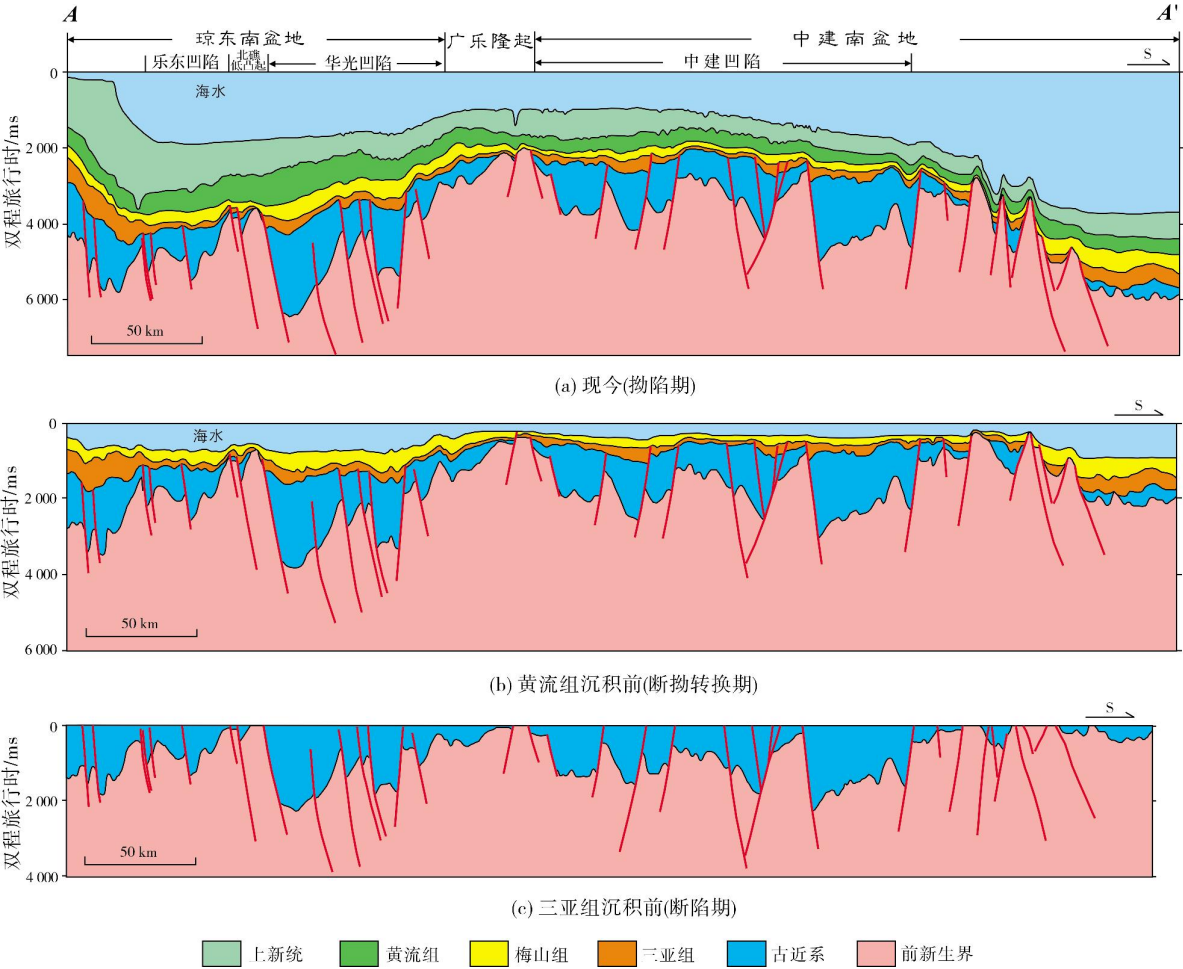 A A'
琼东南盆地 广乐隆起 中建南盆地
乐东凹陷 北礁低凸起 华光凹陷 中建凹陷 S
0
海水
2 000
4 000
6 000
双程旅行时/ms
50 km
(a) 现今(拗陷期)
S
0
海水
2 000
4 000
6 000
双程旅行时/ms
50 km
(b) 黄流组沉积前(断拗转换期)
S
0
2 000
4 000
双程旅行时/ms
50 km
(c) 三亚组沉积前(断陷期)
上新统 黄流组 梅山组 三亚组 古近系 前新生界